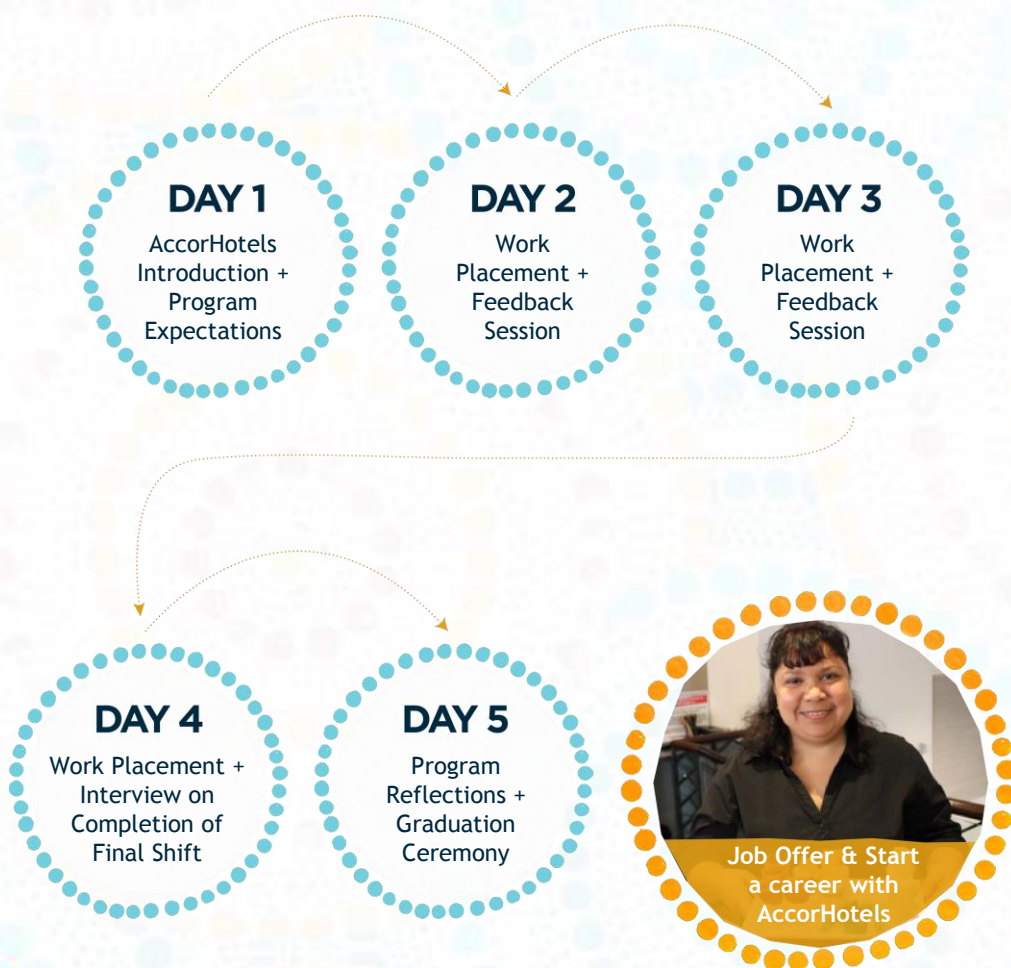 DAY 1
AccorHotels
Introduction +
Program
Expectations
DAY 2
Work
Placement +
Feedback
Session
DAY 3
Work
Placement +
Feedback
Session
DAY 4
Work Placement +
Interview on
Completion of
Final Shift
DAY 5
Program
Reflections +
Graduation
Ceremony
Job Offer & Start
a career with
AccorHotels